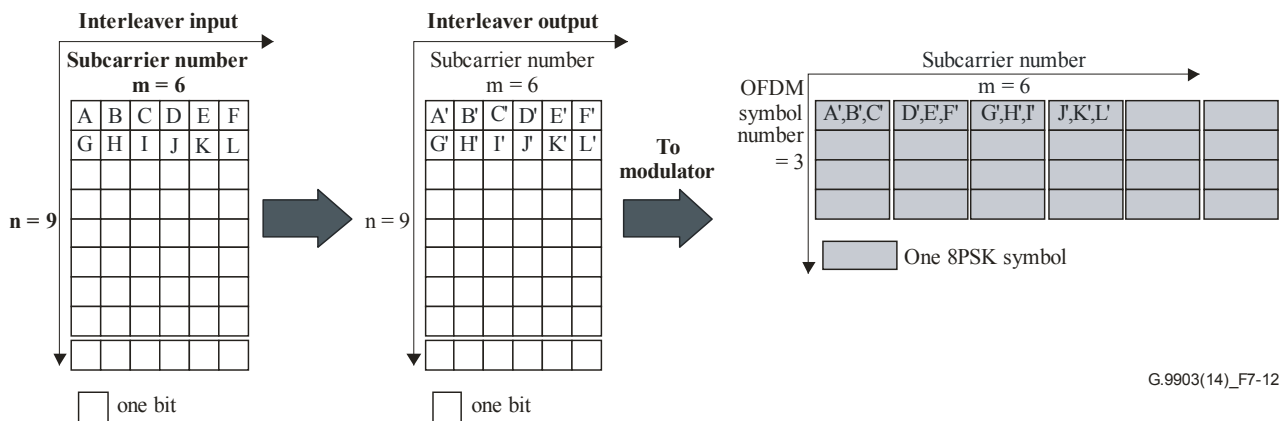 Interleaver input
Subcarrier number
m = 6
A B C D E F
G H I J K L
n = 9
one bit
Interleaver output
Subcarrier number
m = 6
A' B' C' D' E' F'
G' H' I' J' K' L'
n = 9
one bit
To
modulator
Subcarrier number
m = 6
OFDM
symbol
number
= 3
A',B',C' D',E',F' G',H',I' J',K',L'
One 8PSK symbol
G.9903(14)_F7-12